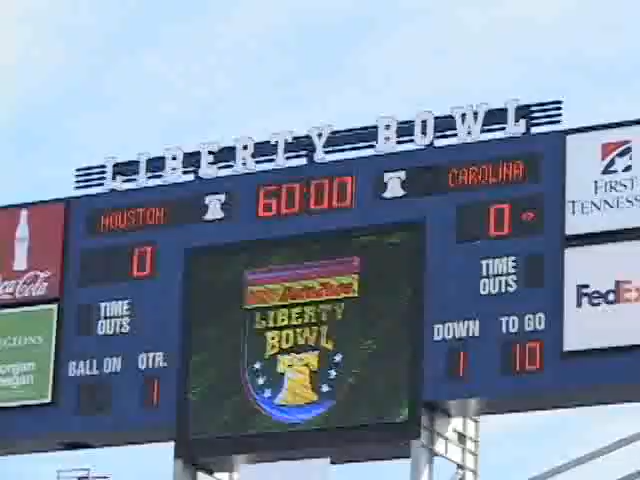 LIBERTY BOWL
HOUSTON 60:00 CAROLINA
0 0
TIME OUTS TIME OUTS
BALL ON QTR. DOWN TO GO
1 1 10
LIBERTY
BOWL
Coca-Cola
REGIONS
FIRST
TENNESSEE
FedEx